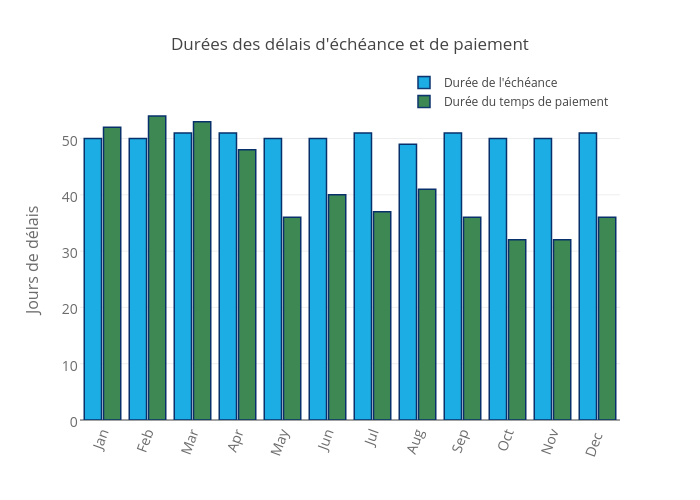 Durées des délais d'échéance et de paiement
Durée de l'échéance
Durée du temps de paiement
Jours de délais
50
40
30
20
10
0
Jan
Feb
Mar
Apr
May
Jun
Jul
Aug
Sep
Oct
Nov
Dec